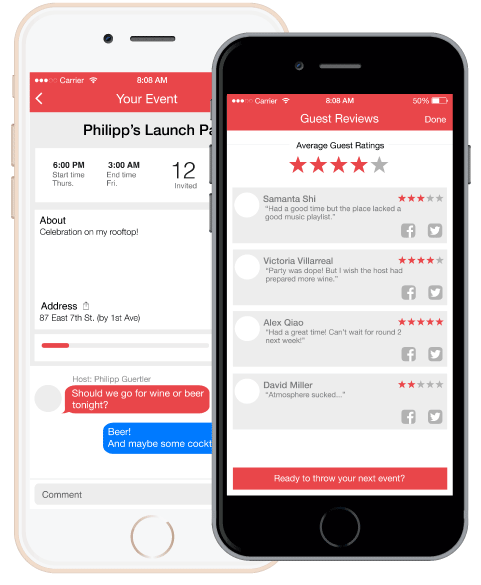 Carrier
8:08 AM
Your Event
Philipp's Launch Pa
6:00 PM
Start time
Thurs.
3:00 AM
End time
Fri.
12
Invited
About
Celebration on my rooftop!
Address
87 East 7th St. (by 1st Ave)
Host: Philipp Guertler
Should we go for wine or beer
tonight?
Beer!
And maybe some cockt
Comment
Carrier
8:08 AM
50%
Guest Reviews
Done
Average Guest Ratings
Samanta Shi
"Had a good time but the place lacked a
good music playlist."
Victoria Villarreal
"Party was dope! But I wish the host had
prepared more wine."
Alex Qiao
"Had a great time! Can't wait for round 2
next week!"
David Miller
"Atmosphere sucked..."
Ready to throw your next event?